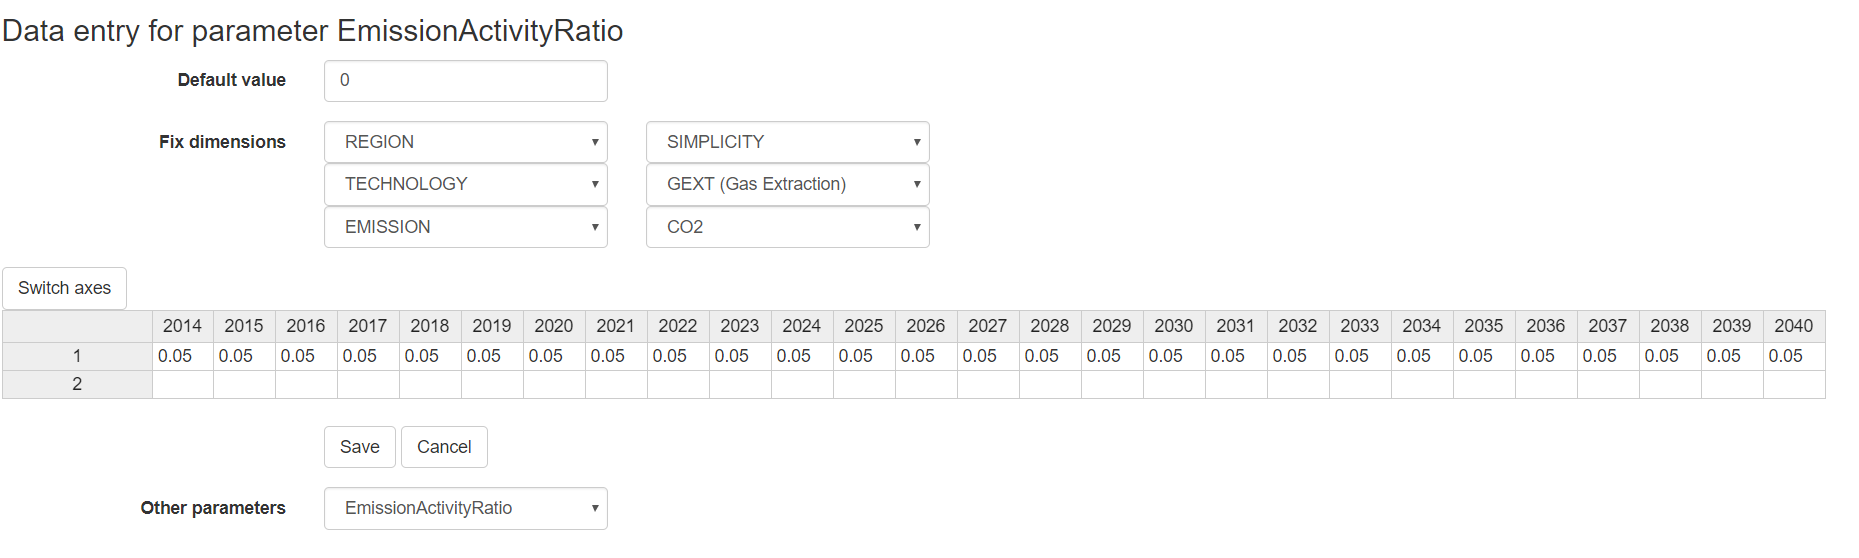 Data entry for parameter EmissionActivityRatio
Default value 0
Fix dimensions REGION SIMPLICITY
TECHNOLOGY GEXT (Gas Extraction)
EMISSION CO2
Switch axes
2014 2015 2016 2017 2018 2019 2020 2021 2022 2023 2024 2025 2026 2027 2028 2029 2030 2031 2032 2033 2034 2035 2036 2037 2038 2039 2040
1 0.05 0.05 0.05 0.05 0.05 0.05 0.05 0.05 0.05 0.05 0.05 0.05 0.05 0.05 0.05 0.05 0.05 0.05 0.05 0.05 0.05 0.05 0.05 0.05 0.05 0.05 0.05
2
Save Cancel
Other parameters EmissionActivityRatio